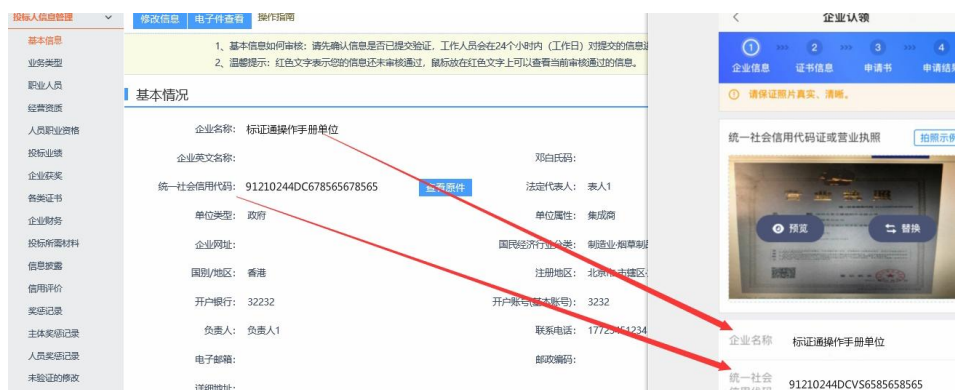 投标人信息管理
基本信息
业务类型
职业人员
经营资质
人员职业资格
投标业绩
企业获奖
各类证书
企业财务
投标所需材料
信息披露
信用评价
奖惩记录
主体奖惩记录
人员奖惩记录
未验证的修改
修改信息 电子件查看 操作指南
1、基本信息如何审核：请先确认信息是否已提交验证，工作人员会在24个小时内（工作日）对提交的信息
2、温馨提示：红色文字表示您的信息还未审核通过，鼠标放在红色文字上可以查看当前审核通过的信息。
基本情况
企业名称： 标证通操作手册单位
企业英文名称： 邓白氏码：
统一社会信用代码： 91210244DC678565678565 查看原件 法定代表人： 表人1
单位类型： 政府 单位属性： 集成商
企业网址： 国民经济行业分类： 制造业·烟草制
国别/地区： 香港 注册地区：
开户银行： 32232 开户账号(基本账号)： 3232
负责人： 负责人1 联系电话：
电子邮箱： 邮政编码：
详细地址：
企业认领
1 2 3 4
企业信息 证书信息 申请书 申请结
请保证照片真实、清晰。
统一社会信用代码证或营业执照 拍照示
预览 替换
企业名称 标证通操作手册单位
统一社会
信用代码 91210244DCVS6585658565